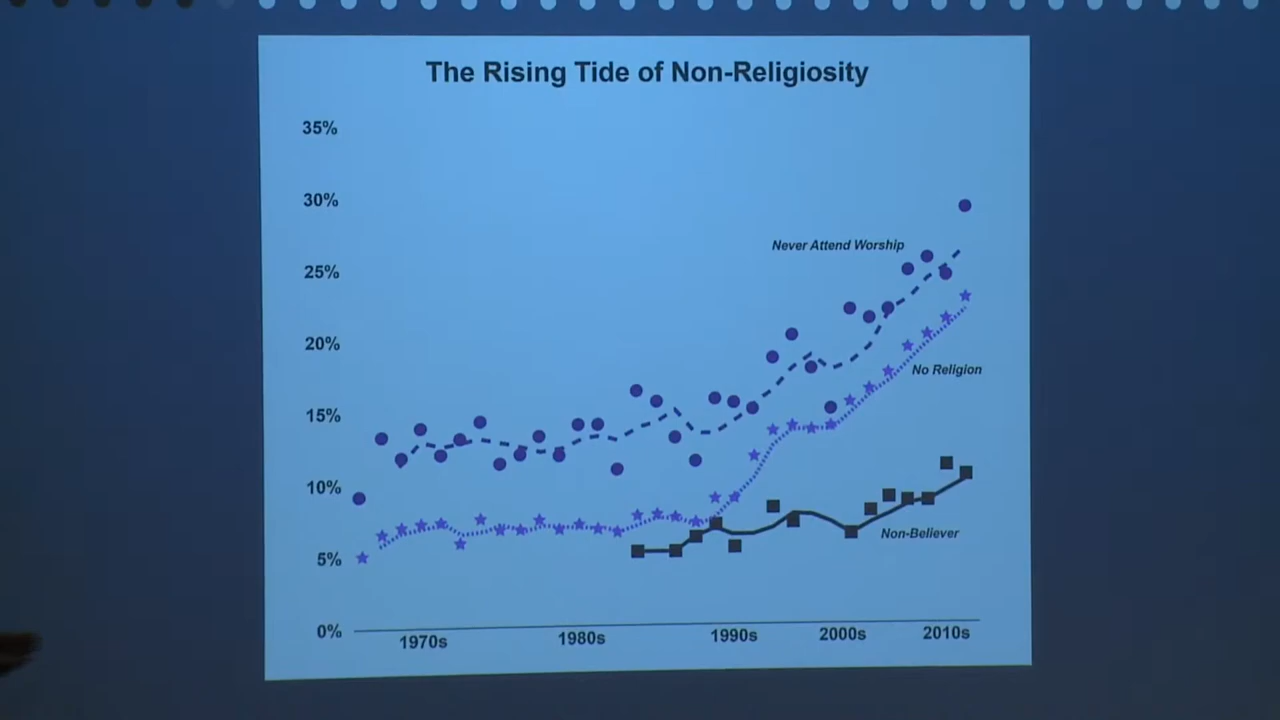 The Rising Tide of Non-Religiosity
35%
30%
Never Attend Worship
25%
20%
No Religion
15%
10%
Non-Believer
5%
0%
1970s 1980s 1990s 2000s 2010s